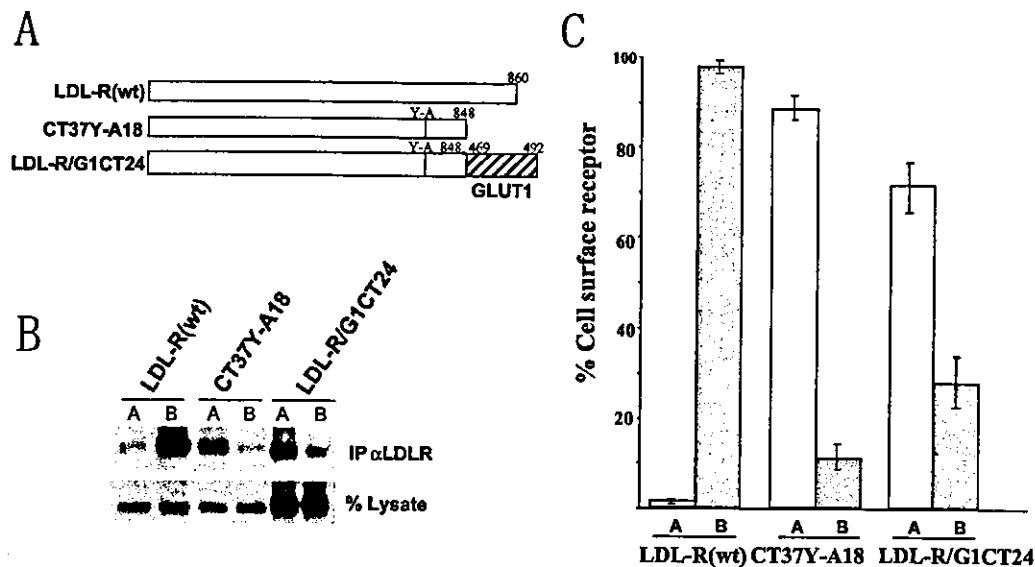 A
LDL-R(wt)
860
CT37Y-A18
Y-A 848
LDL-R/G1CT24
Y-A 848 469 492
GLUT1
B
LDL-R(wt)
CT37Y-A18
LDL-R/G1CT24
A B A B A B
IP αLDLR
% Lysate
C
% Cell surface receptor
100
80
60
40
20
A B A B A B
LDL-R(wt) CT37Y-A18 LDL-R/G1CT24